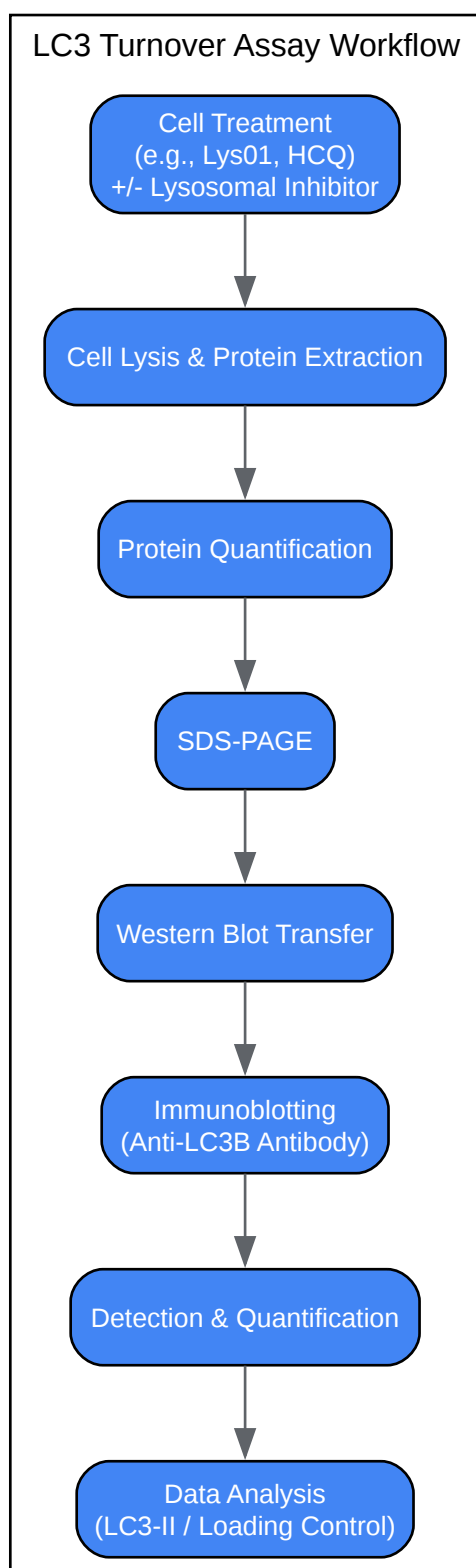 LC3 Turnover Assay Workflow
Cell Treatment
(e.g., Lys01, HCQ)
+/- Lysosomal Inhibitor
Cell Lysis & Protein Extraction
Protein Quantification
SDS-PAGE
Western Blot Transfer
Immunoblotting
(Anti-LC3B Antibody)
Detection & Quantification
Data Analysis
(LC3-II / Loading Control)